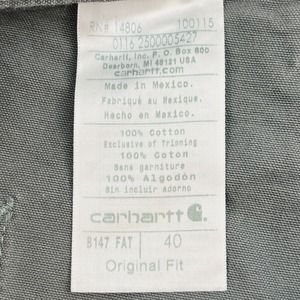 RN# 14806 100115
0116 2500005427
Carhartt, Inc. P. O. Box 600
Dearborn, MI 48121 USA
carhartt.com
Made in Mexico.
Fabriqué au Mexique.
Hecho en Mexico.
100% Cotton
Exclusive of Trimming
100% Coton
Sans garniture
100% Algodón
Sin incluir adorno
carhartt
B147 FAT 40
Original Fit